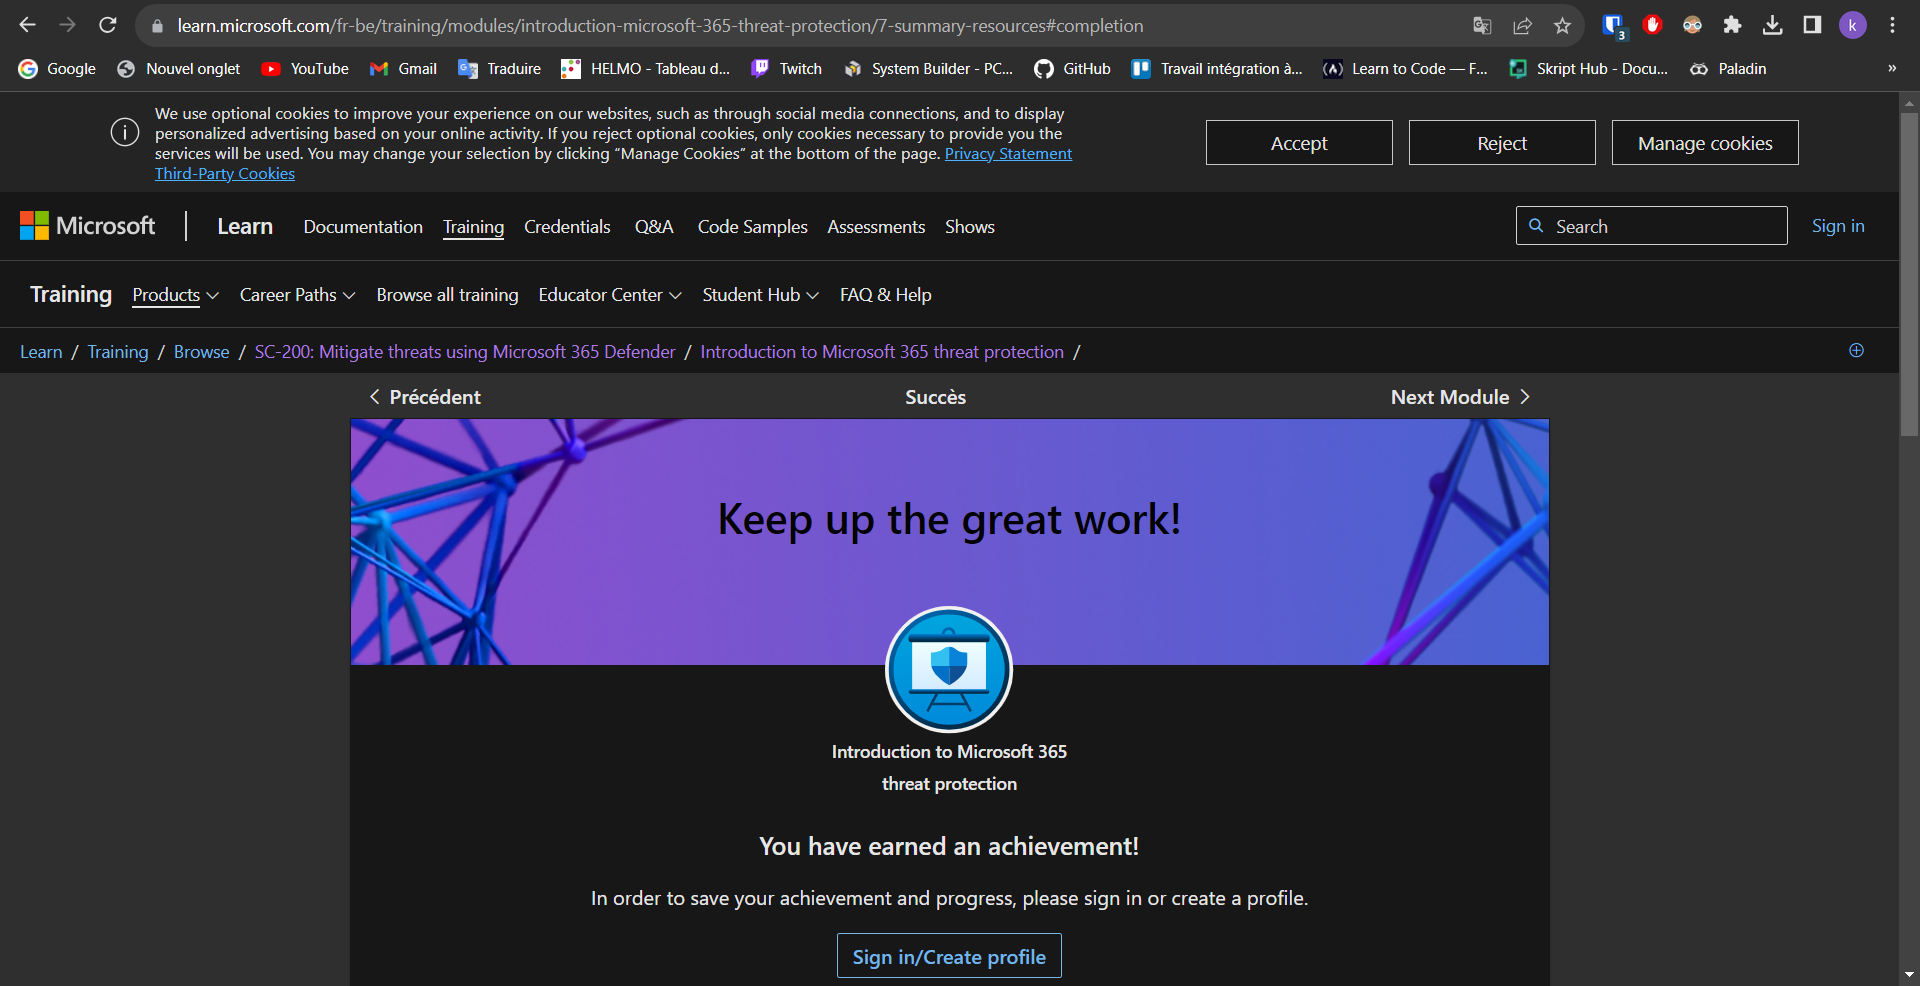 learn.microsoft.com/fr-be/training/modules/introduction-microsoft-365-threat-protection/7-summary-resources#completion
3
k
Google Nouvel onglet YouTube Gmail Traduire HELMO - Tableau d... Twitch System Builder - PC... GitHub Travail intégration à... Learn to Code — F... Skript Hub - Docu... Paladin »
We use optional cookies to improve your experience on our websites, such as through social media connections, and to display
personalized advertising based on your online activity. If you reject optional cookies, only cookies necessary to provide you the
services will be used. You may change your selection by clicking “Manage Cookies” at the bottom of the page. Privacy Statement
Third-Party Cookies
Accept Reject Manage cookies
Microsoft Learn Documentation Training Credentials Q&A Code Samples Assessments Shows Search Sign in
Training Products Career Paths Browse all training Educator Center Student Hub FAQ & Help
Learn / Training / Browse / SC-200: Mitigate threats using Microsoft 365 Defender / Introduction to Microsoft 365 threat protection /
Précédent Succès Next Module
Keep up the great work!
Introduction to Microsoft 365
threat protection
You have earned an achievement!
In order to save your achievement and progress, please sign in or create a profile.
Sign in/Create profile